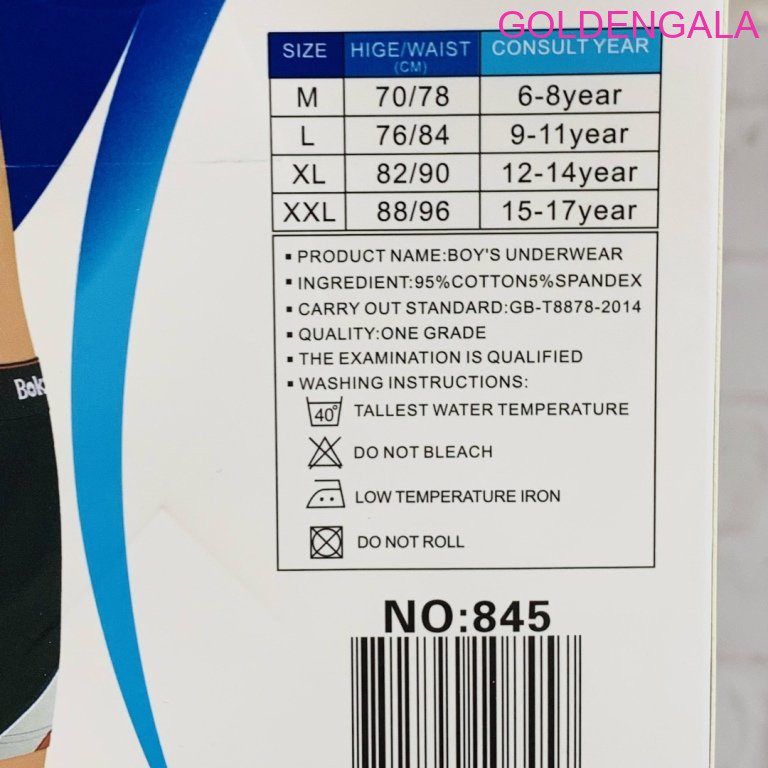 GOLDENGALA
SIZE HIGE/WAIST (CM) CONSULT YEAR
M 70/78 6-8year
L 76/84 9-11year
XL 82/90 12-14year
XXL 88/96 15-17year
▪ PRODUCT NAME:BOY'S UNDERWEAR
▪ INGREDIENT:95%COTTON5%SPANDEX
▪ CARRY OUT STANDARD:GB-T8878-2014
▪ QUALITY:ONE GRADE
▪ THE EXAMINATION IS QUALIFIED
▪ WASHING INSTRUCTIONS:
40° TALLEST WATER TEMPERATURE
DO NOT BLEACH
LOW TEMPERATURE IRON
DO NOT ROLL
NO:845